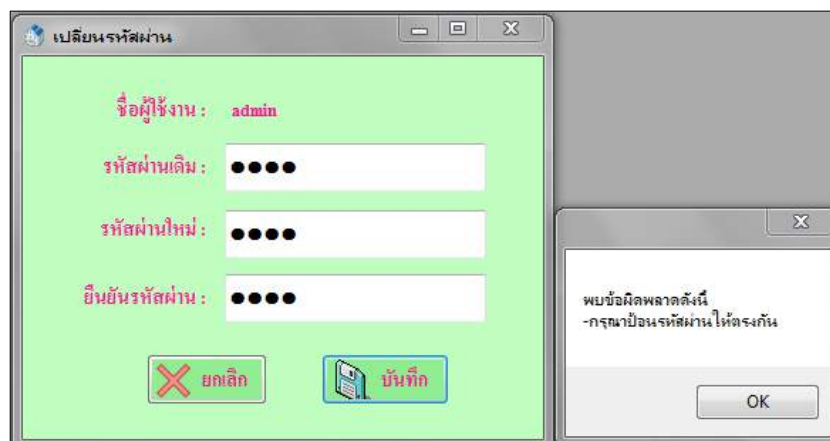 เปลี่ยนรหัสผ่าน
ชื่อผู้ใช้งาน : admin
รหัสผ่านเดิม : ●●●●
รหัสผ่านใหม่ : ●●●●
ยืนยันรหัสผ่าน : ●●●●
ยกเลิก บันทึก
พบข้อผิดพลาดดังนี้
-กรุณาป้อนรหัสผ่านให้ตรงกัน
OK